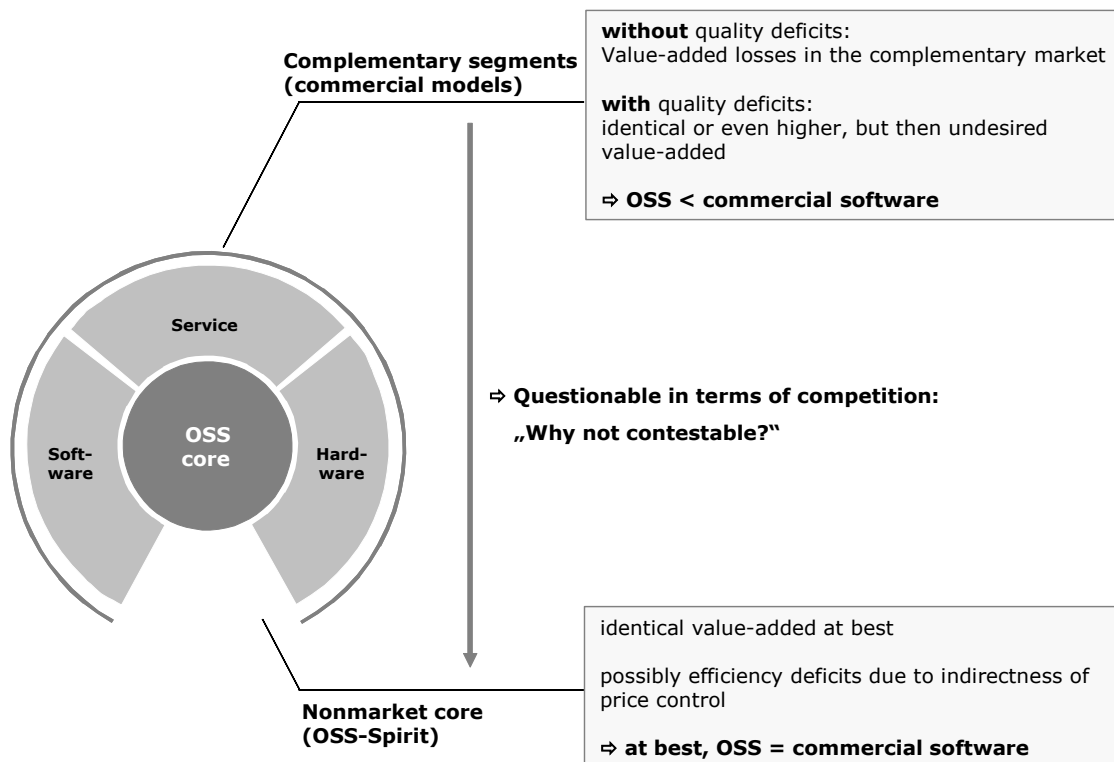 Complementary segments
(commercial models)
without quality deficits:
Value-added losses in the complementary market
with quality deficits:
identical or even higher, but then undesired
value-added
⇨ OSS < commercial software
Service
Soft-
ware
OSS
core
Hard-
ware
⇨ Questionable in terms of competition:
„Why not contestable?“
Nonmarket core
(OSS-Spirit)
identical value-added at best
possibly efficiency deficits due to indirectness of
price control
⇨ at best, OSS = commercial software